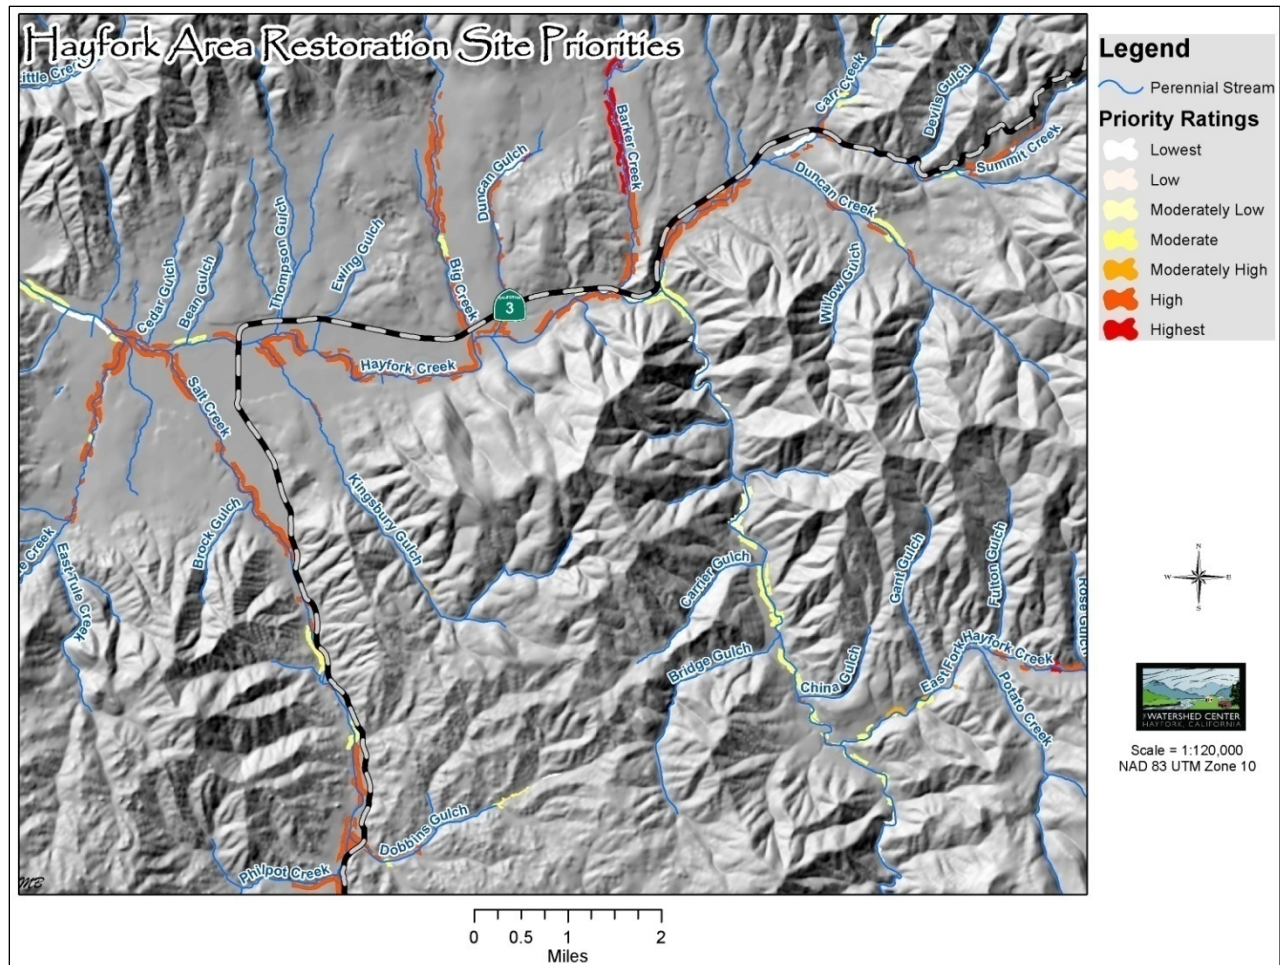 Hayfork Area Restoration Site Priorities
Little Cre
Carr Creek
Devils Gulch
Summit Creek
Barker Creek
Duncan Gulch
Duncan Creek
Thompson Gulch
Ewing Gulch
Cedar Gulch
Bean Gulch
Big Creek
3
Willow Gulch
Hayfork Creek
Salt Creek
Kingsbury Gulch
Brock Gulch
e Creek
East Tule Creek
Carrier Gulch
Gant Gulch
Fulton Gulch
Rose Gulch
Bridge Gulch
China Gulch
East Fork Hayfork Creek
Potato Creek
Dobbins Gulch
Philpot Creek
MB
Legend
Perennial Stream
Priority Ratings
Lowest
Low
Moderately Low
Moderate
Moderately High
High
Highest
N
W E
S
THE WATERSHED CENTER
HAYFORK, CALIFORNIA
Scale = 1:120,000
NAD 83 UTM Zone 10
0 0.5 1 2
Miles